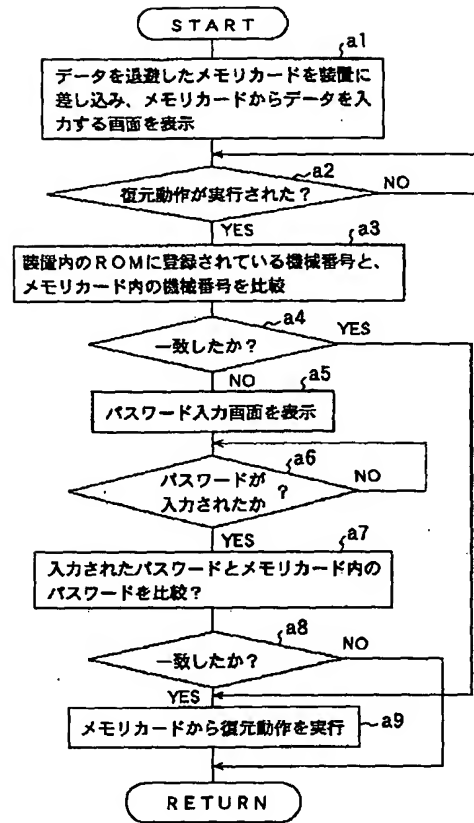 START
a1
データを退避したメモリカードを装置に
差し込み、メモリカードからデータを入
力する画面を表示
a2
復元動作が実行された?
NO
YES
a3
装置内のROMに登録されている機械番号と、
メモリカード内の機械番号を比較
a4
一致したか?
YES
NO
a5
パスワード入力画面を表示
a6
パスワードが
入力されたか ?
NO
YES
a7
入力されたパスワードとメモリカード内の
パスワードを比較?
a8
一致したか?
NO
YES
メモリカードから復元動作を実行
a9
RETURN